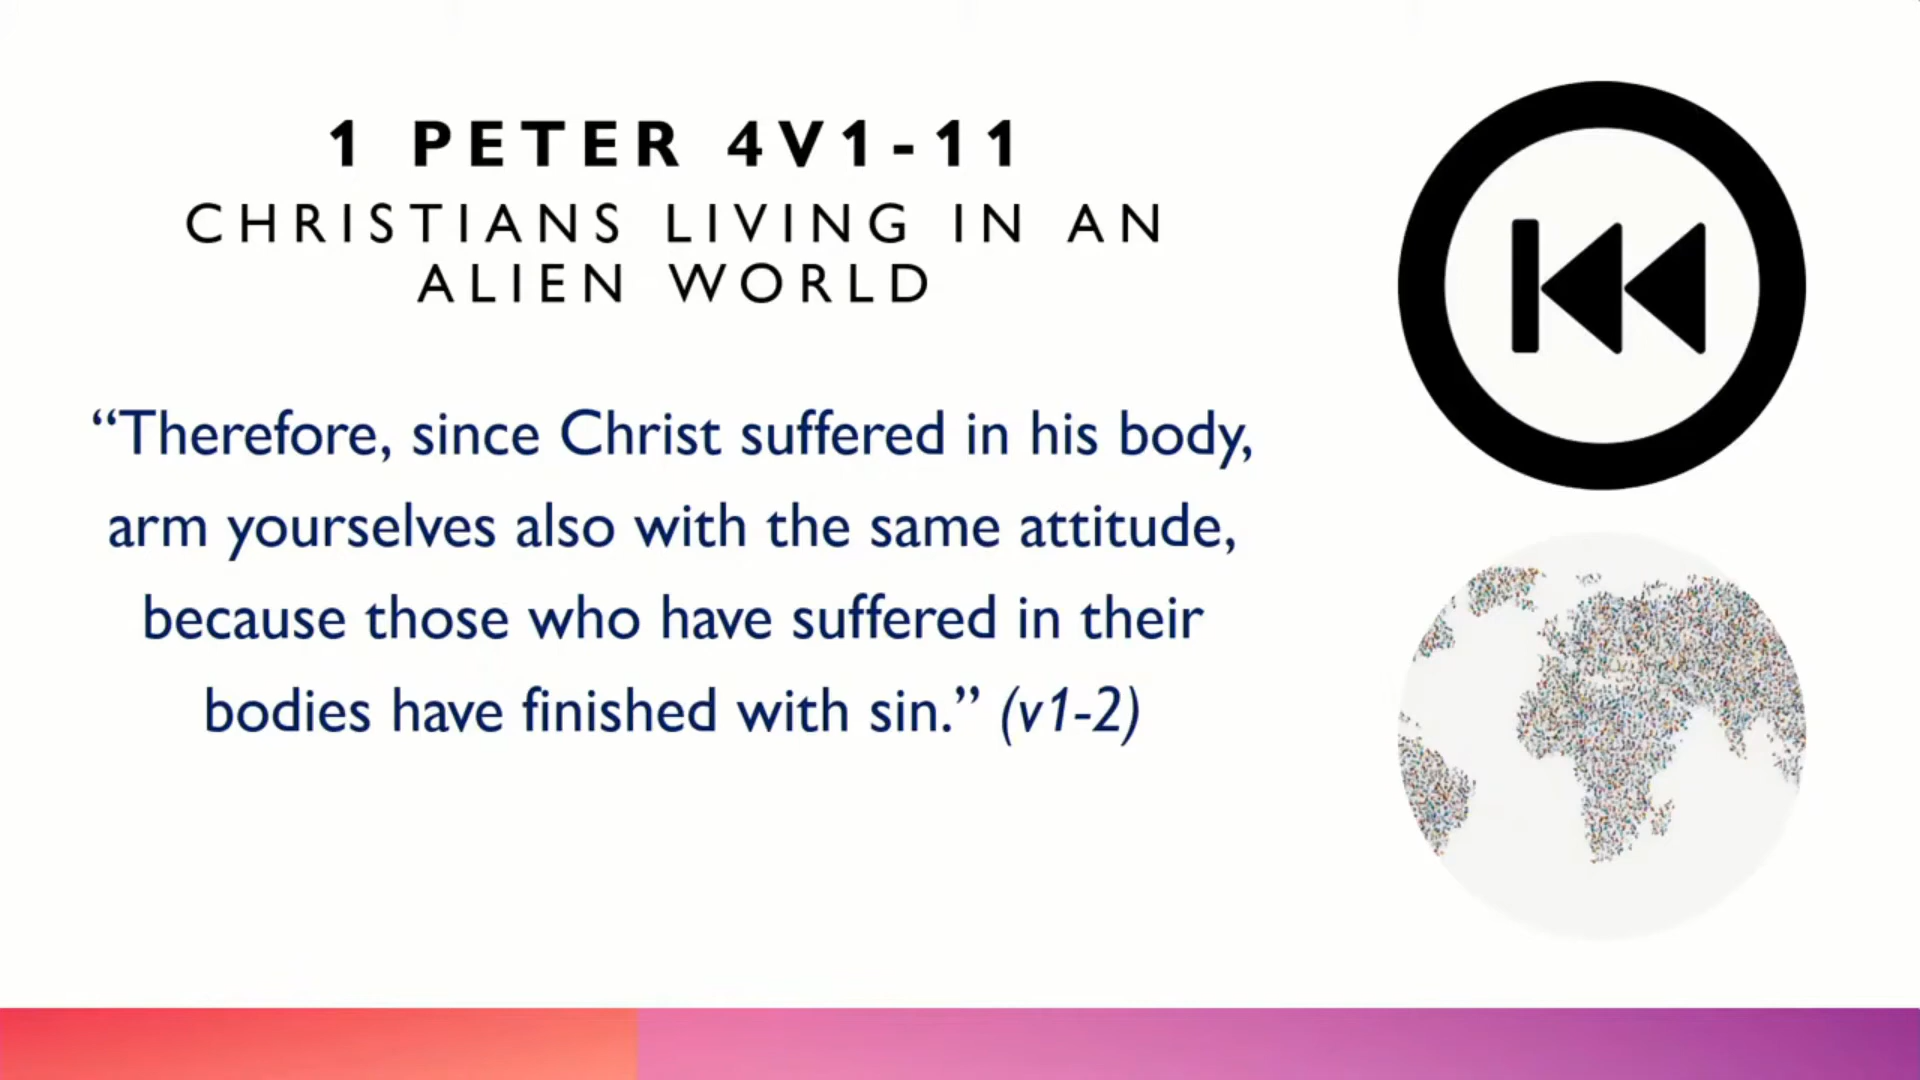 1 PETER 4V1-11
CHRISTIANS LIVING IN AN
ALIEN WORLD
“Therefore, since Christ suffered in his body,
arm yourselves also with the same attitude,
because those who have suffered in their
bodies have finished with sin.” (v1-2)